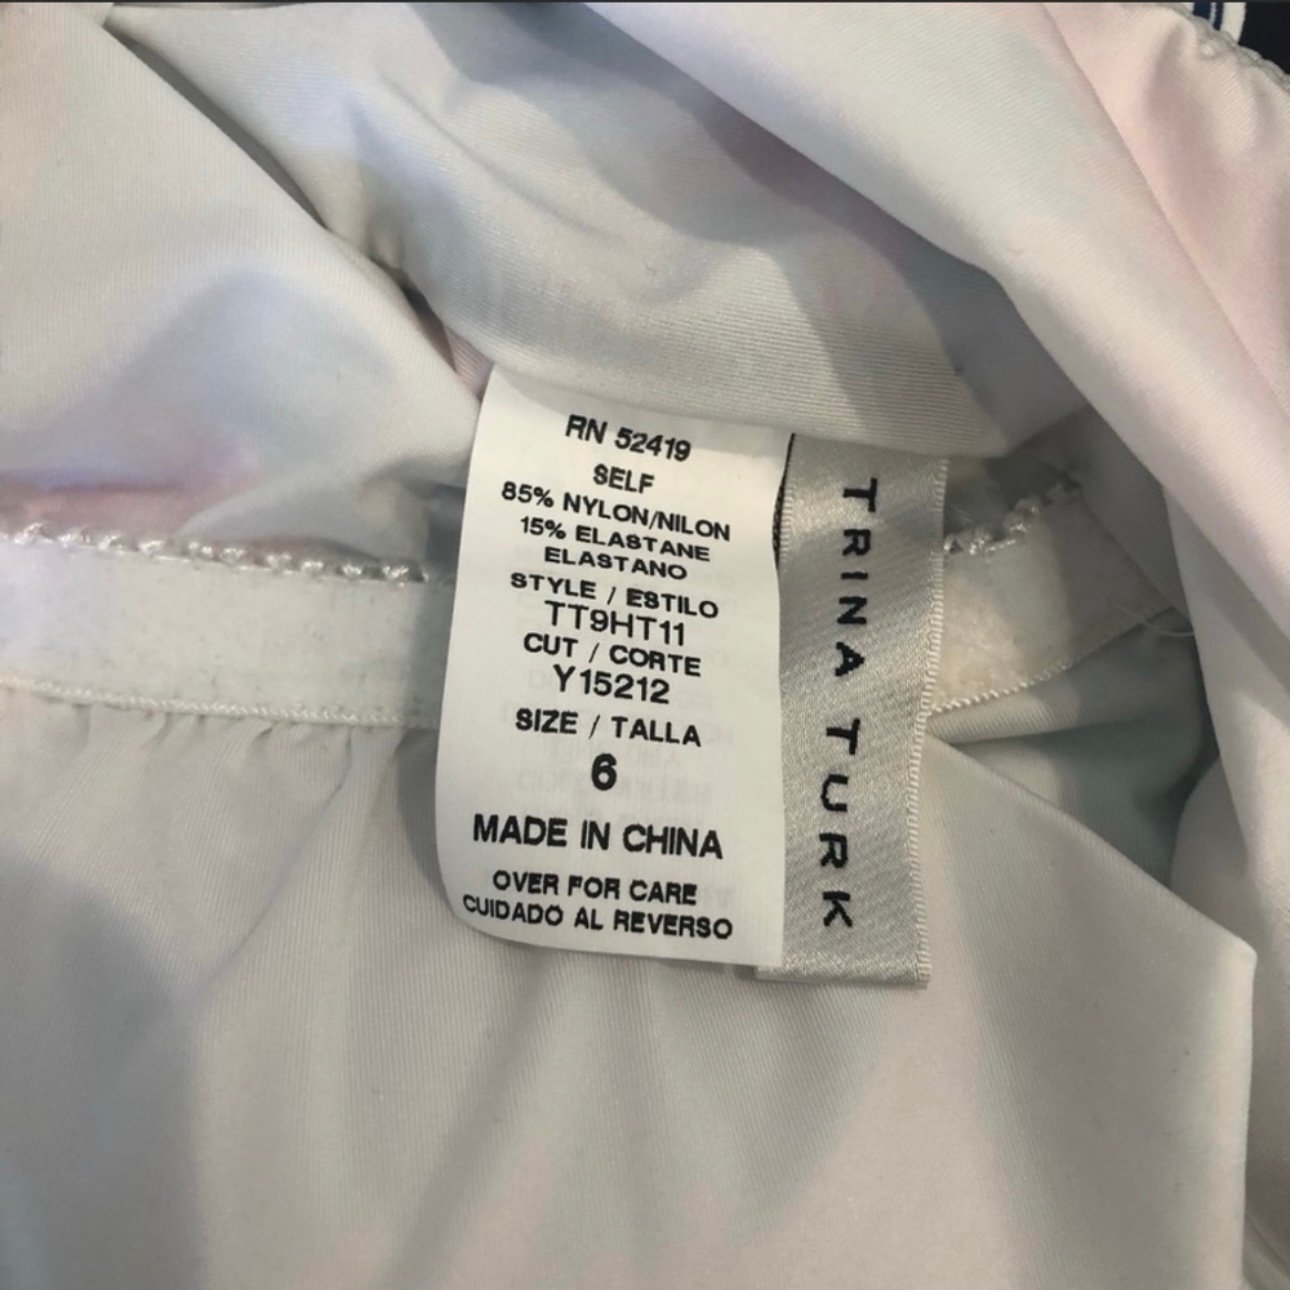 RN 52419
SELF
85% NYLON/NILON
15% ELASTANE
ELASTANO
STYLE / ESTILO
TT9HT11
CUT / CORTE
Y15212
SIZE / TALLA
6
MADE IN CHINA
OVER FOR CARE
CUIDADO AL REVERSO
TRINA TURK